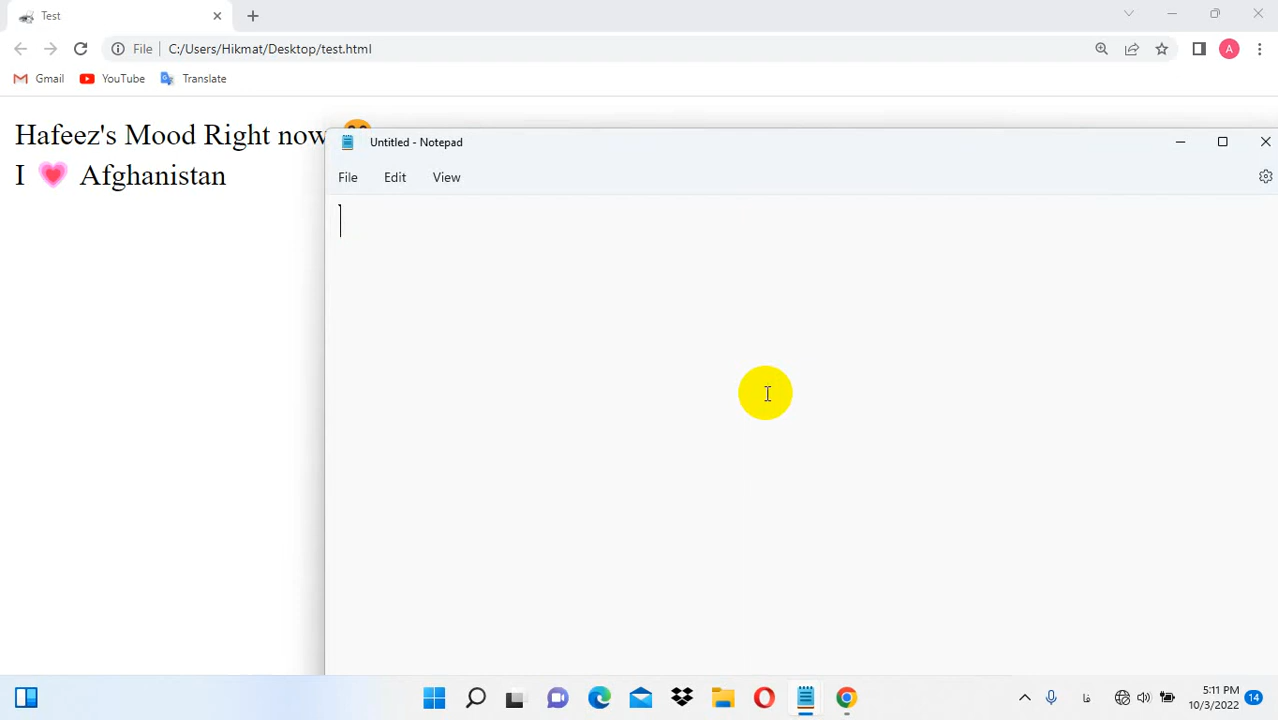 Test
File
C:/Users/Hikmat/Desktop/test.html
A
Gmail
YouTube
Translate
Hafeez's Mood Right now
I 💗 Afghanistan
Untitled - Notepad
File
Edit
View
فا
5:11 PM
10/3/2022
14